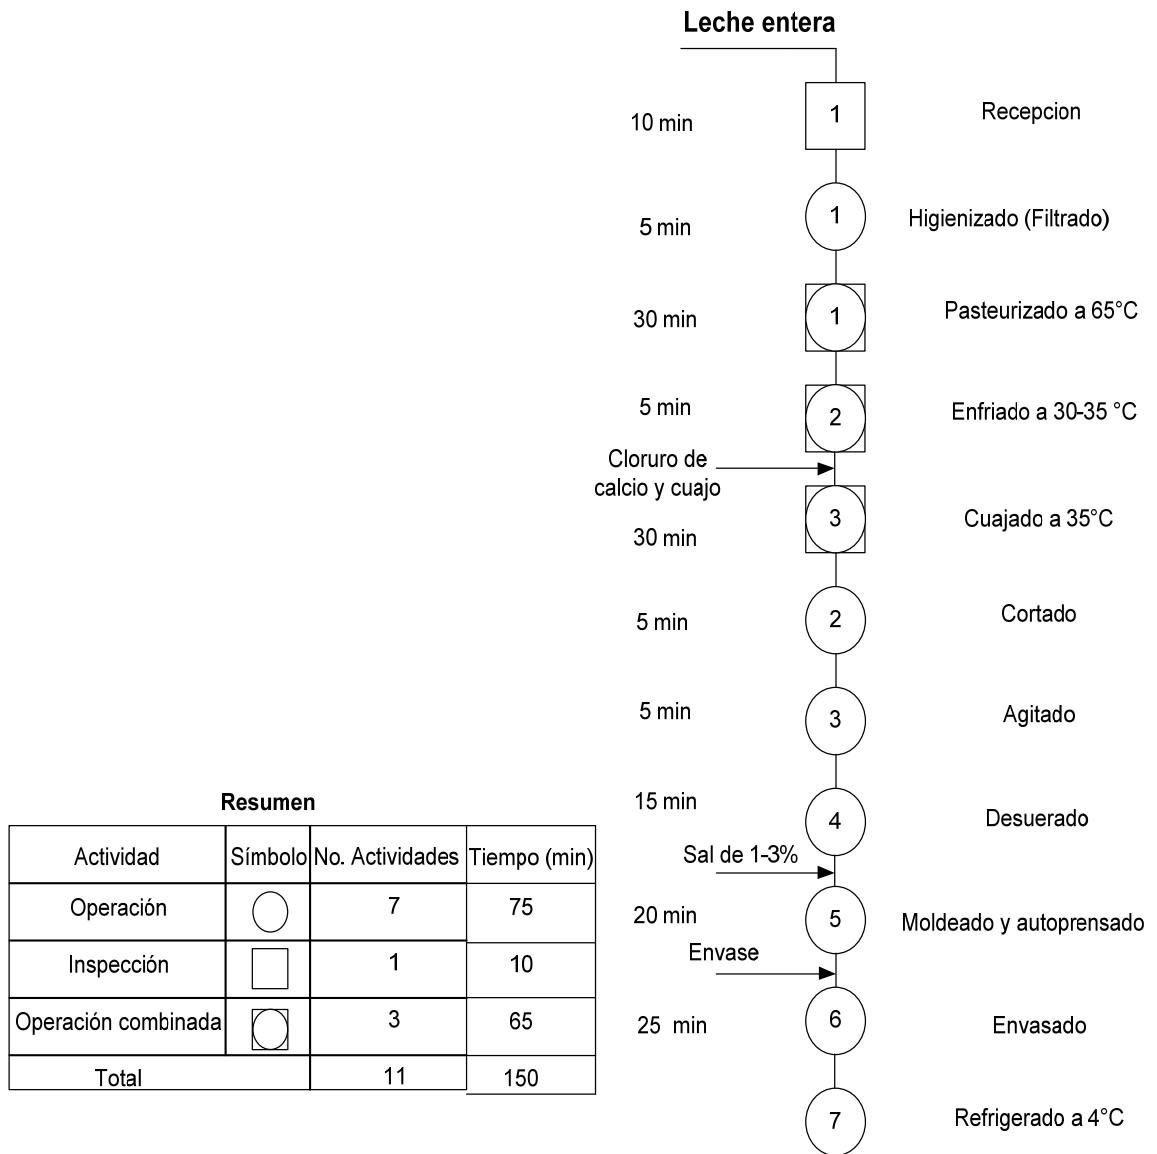 Leche entera
10 min 1 Recepcion
5 min 1 Higienizado (Filtrado)
30 min 1 Pasteurizado a 65°C
5 min 2 Enfriado a 30-35 °C
Cloruro de
calcio y cuajo
30 min 3 Cuajado a 35°C
5 min 2 Cortado
5 min 3 Agitado
15 min 4 Desuerado
Sal de 1-3%
20 min 5 Moldeado y autoprensado
Envase
25 min 6 Envasado
7 Refrigerado a 4°C
Resumen
Actividad Símbolo No. Actividades Tiempo (min)
Operación 7 75
Inspección 1 10
Operación combinada 3 65
Total 11 150